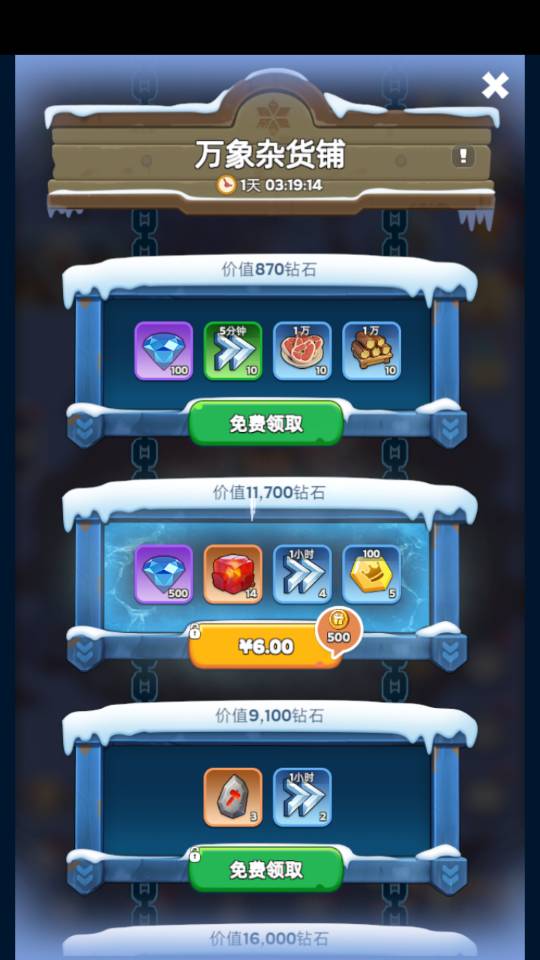 万象杂货铺
!
1天 03:19:14
价值870钻石
100
5分钟
10
1万
10
1万
10
免费领取
价值11,700钻石
500
14
1小时
4
100
5
¥6.00
500
价值9,100钻石
3
1小时
2
免费领取
价值16,000钻石